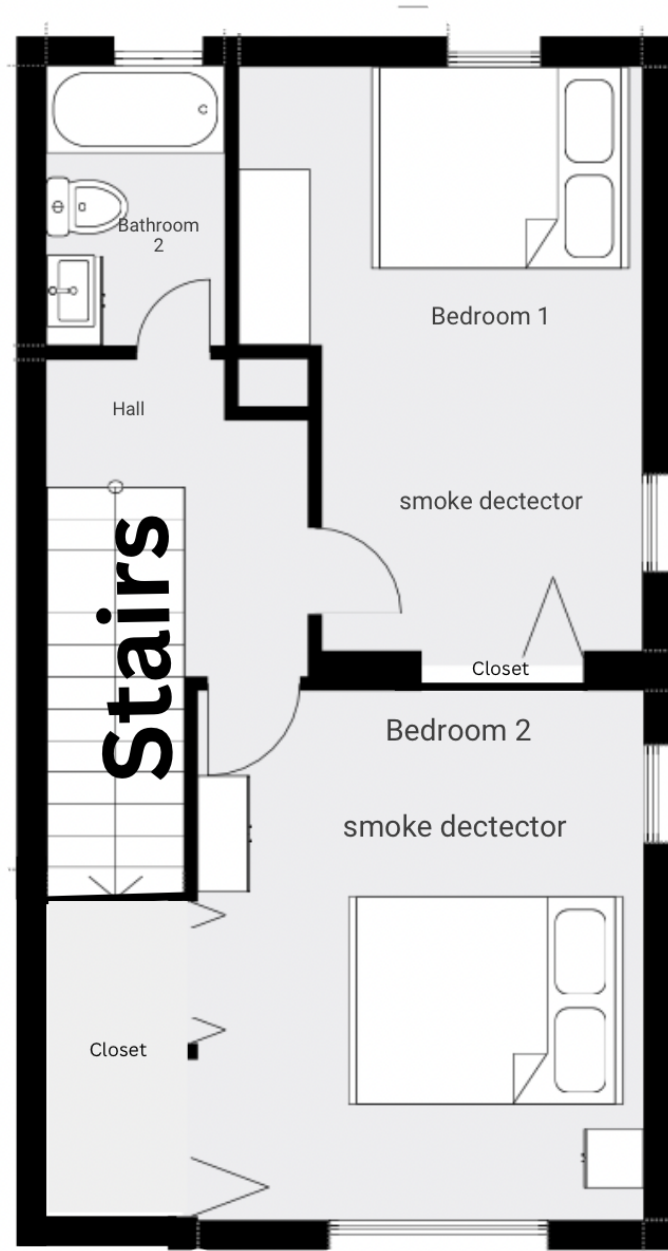 Bathroom
2
Bedroom 1
Hall
smoke dectector
Stairs
Closet
Bedroom 2
smoke dectector
Closet